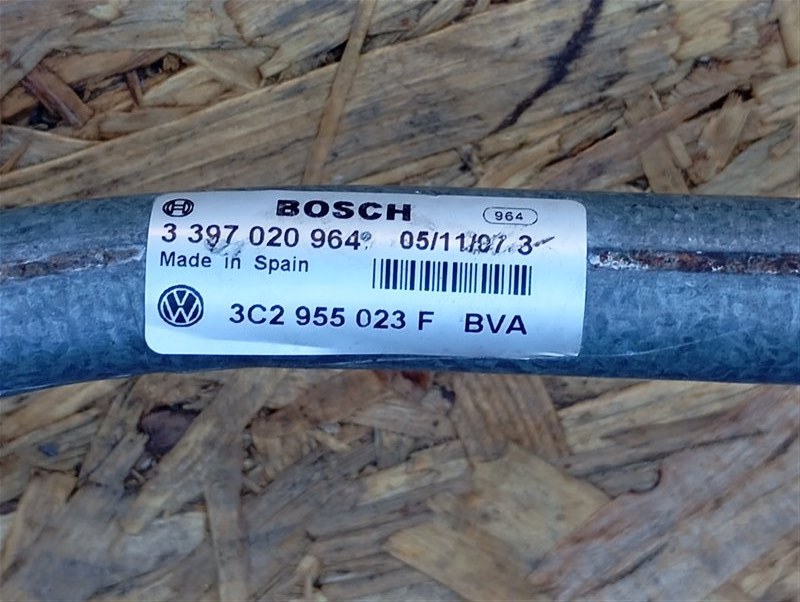 BOSCH 964
3 397 020 964 05/11/07 3
Made in Spain
3C2 955 023 F BVA